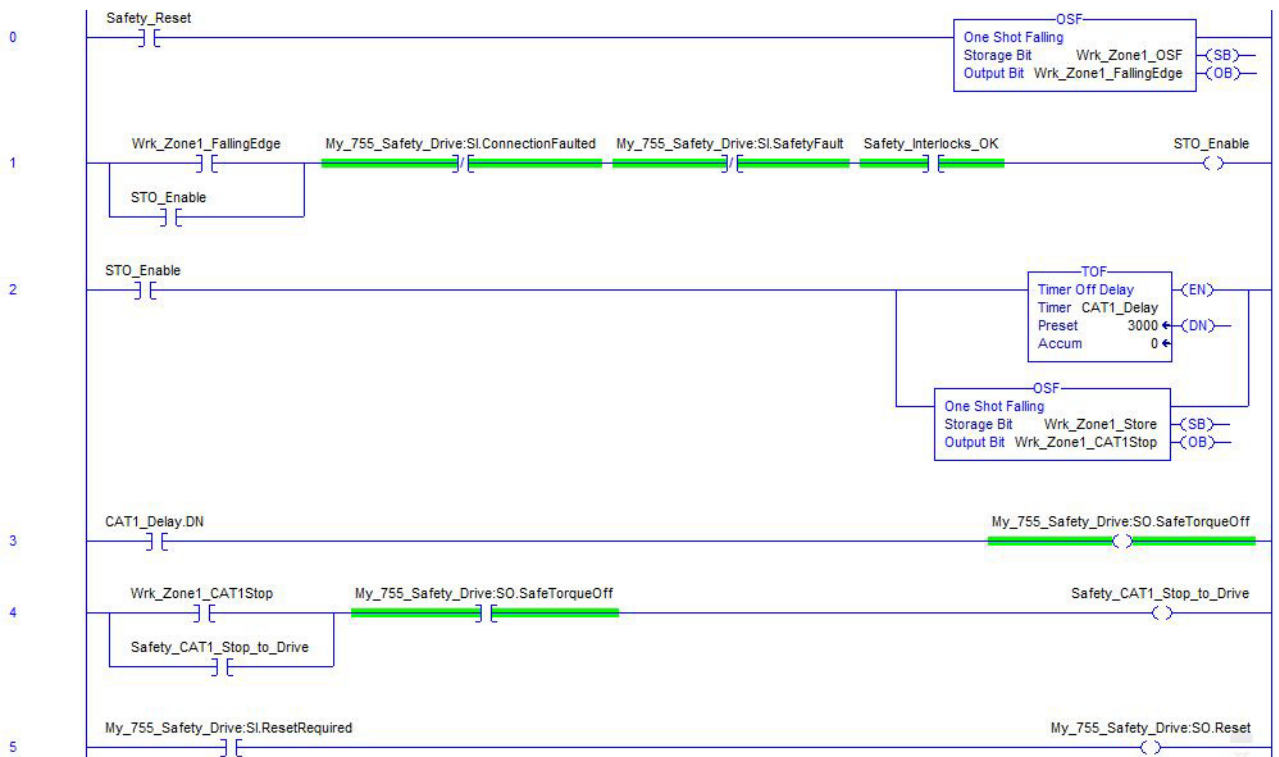 Safety_Reset
0
OSF
One Shot Falling
Storage Bit Wrk_Zone1_OSF (SB)
Output Bit Wrk_Zone1_FallingEdge (OB)
Wrk_Zone1_FallingEdge My_755_Safety_Drive:SI.ConnectionFaulted My_755_Safety_Drive:SI.SafetyFault Safety_Interlocks_OK STO_Enable
1
STO_Enable
STO_Enable
2
TOF
Timer Off Delay (EN)
Timer CAT1_Delay
Preset 3000 (DN)
Accum 0
OSF
One Shot Falling
Storage Bit Wrk_Zone1_Store (SB)
Output Bit Wrk_Zone1_CAT1Stop (OB)
CAT1_Delay.DN My_755_Safety_Drive:SO.SafeTorqueOff
3
Wrk_Zone1_CAT1Stop My_755_Safety_Drive:SO.SafeTorqueOff Safety_CAT1_Stop_to_Drive
4
Safety_CAT1_Stop_to_Drive
My_755_Safety_Drive:SI.ResetRequired My_755_Safety_Drive:SO.Reset
5